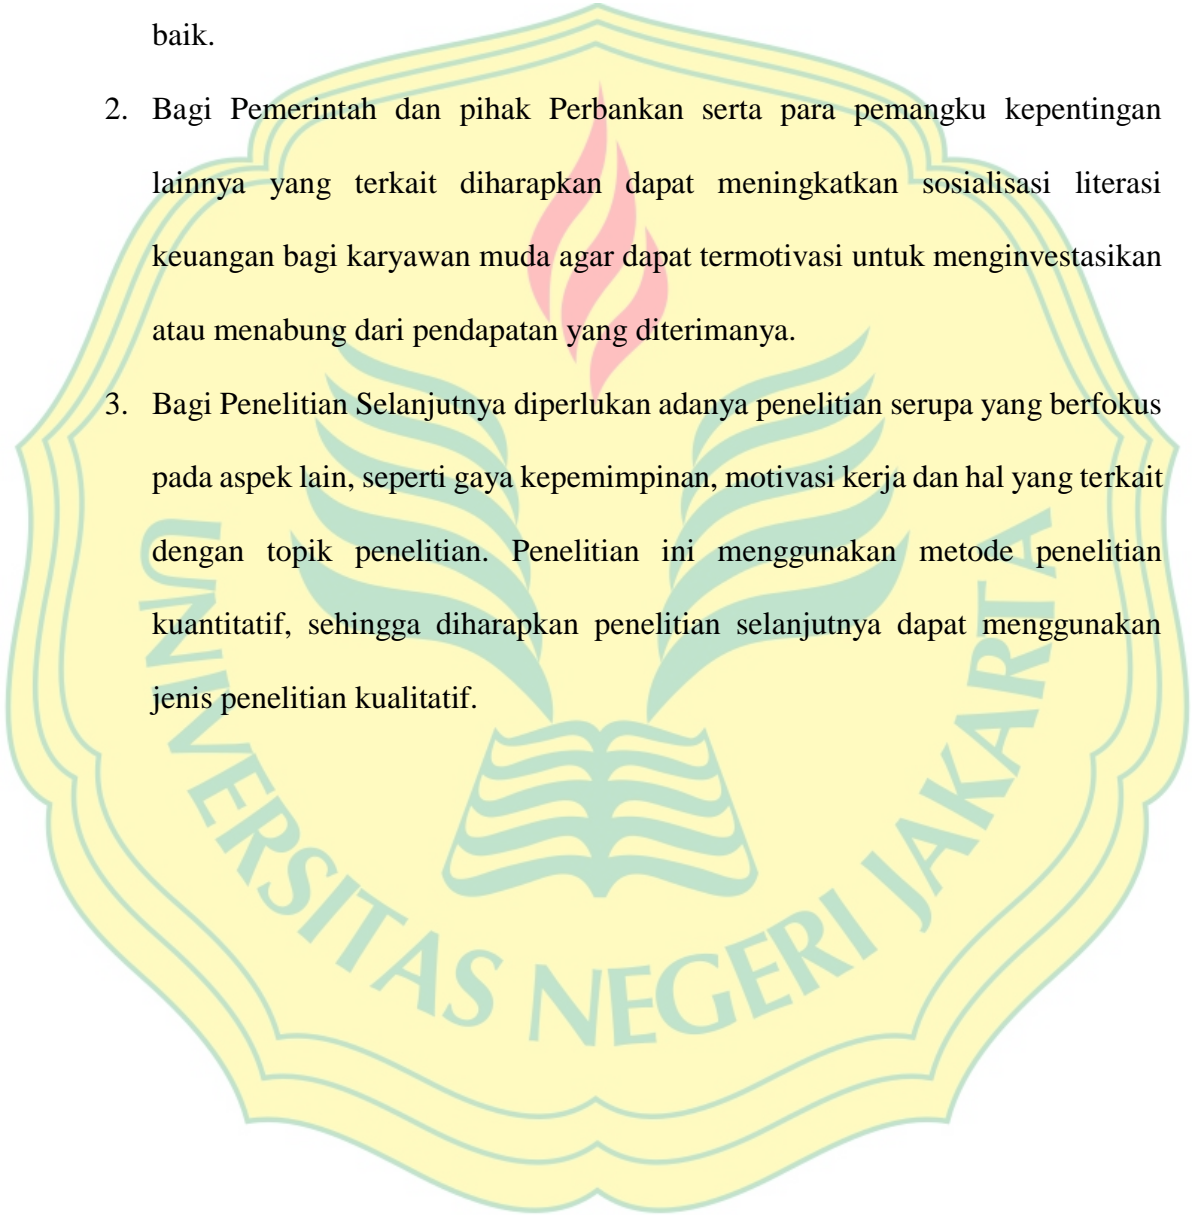 baik.
2. Bagi Pemerintah dan pihak Perbankan serta para pemangku kepentingan
lainnya yang terkait diharapkan dapat meningkatkan sosialisasi literasi
keuangan bagi karyawan muda agar dapat termotivasi untuk menginvestasikan
atau menabung dari pendapatan yang diterimanya.
3. Bagi Penelitian Selanjutnya diperlukan adanya penelitian serupa yang berfokus
pada aspek lain, seperti gaya kepemimpinan, motivasi kerja dan hal yang terkait
dengan topik penelitian. Penelitian ini menggunakan metode penelitian
kuantitatif, sehingga diharapkan penelitian selanjutnya dapat menggunakan
jenis penelitian kualitatif.
UNIVERSITAS NEGERI JAKARTA